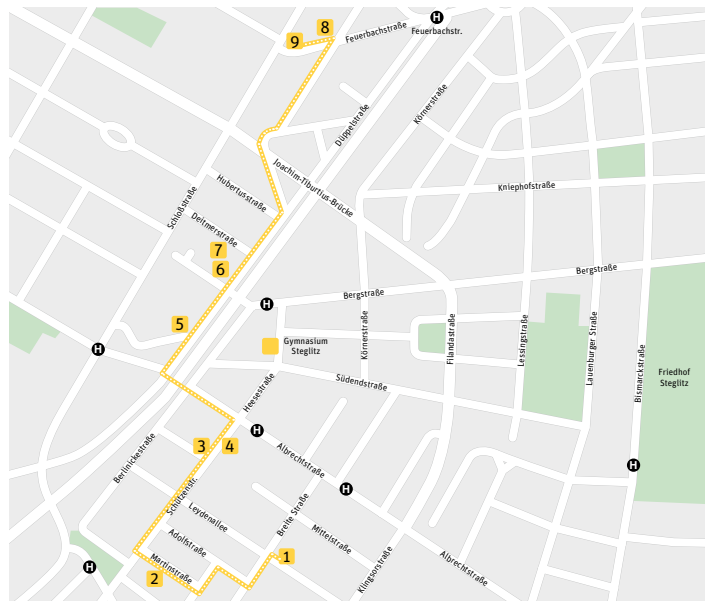 8
9
Feuerbachstraße
H
Feuerbachstr.
Düppelstraße
Körnerstraße
Joachim-Tiburtius-Brücke
Hubertusstraße
Schloßstraße
Deitmerstraße
Kniephofstraße
7
6
Bergstraße
Bergstraße
H
5
Gymnasium
Steglitz
H
Körnerstraße
Filandastraße
Lessingstraße
Lauenburger Straße
Bismarckstraße
Friedhof
Steglitz
Südendstraße
Heesestraße
3
4
H
Berlinickestraße
Albrechtstraße
H
H
Schützenstr.
Leydenallee
Breite Straße
Adolfstraße
Mittelstraße
1
Martinstraße
2
H
Klingsorstraße
Albrechtstraße